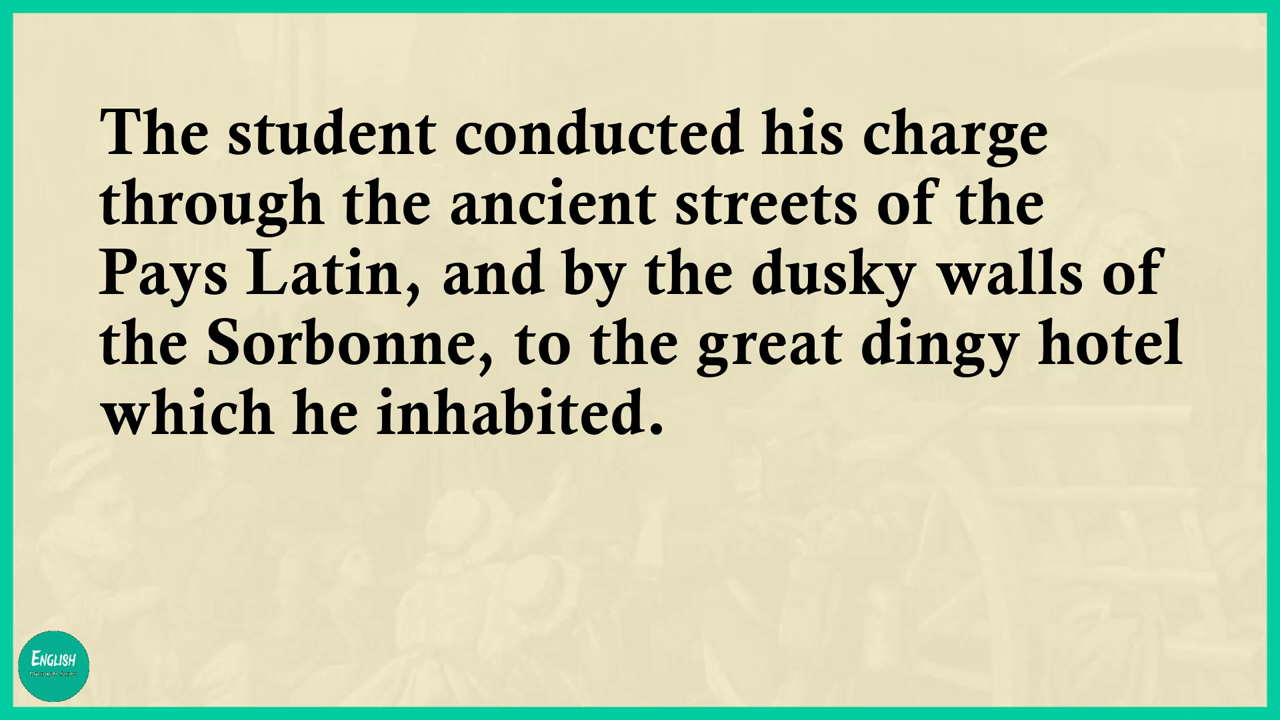 The student conducted his charge
through the ancient streets of the
Pays Latin, and by the dusky walls of
the Sorbonne, to the great dingy hotel
which he inhabited.
ENGLISH